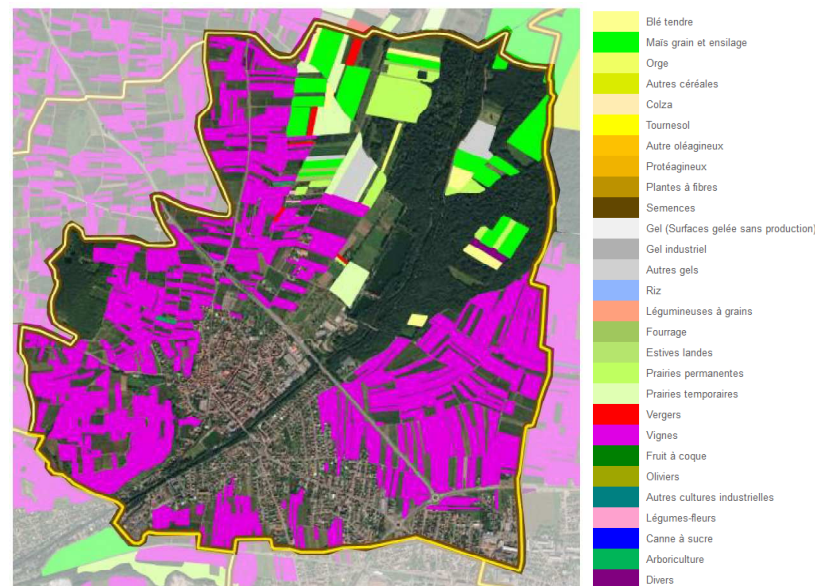 Blé tendre
Maïs grain et ensilage
Orge
Autres céréales
Colza
Tournesol
Autre oléagineux
Protéagineux
Plantes à fibres
Semences
Gel (Surfaces gelée sans production)
Gel industriel
Autres gels
Riz
Légumineuses à grains
Fourrage
Estives landes
Prairies permanentes
Prairies temporaires
Vergers
Vignes
Fruit à coque
Oliviers
Autres cultures industrielles
Légumes-fleurs
Canne à sucre
Arboriculture
Divers